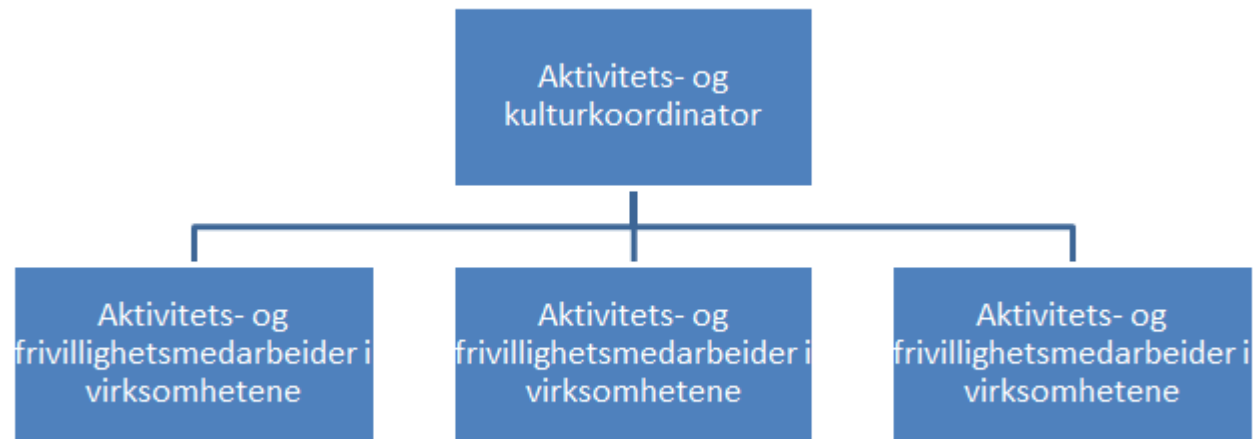 Aktivitets- og
kulturkoordinator
Aktivitets- og
frivillighetsmedarbeider i
virksomhetene
Aktivitets- og
frivillighetsmedarbeider i
virksomhetene
Aktivitets- og
frivillighetsmedarbeider i
virksomhetene